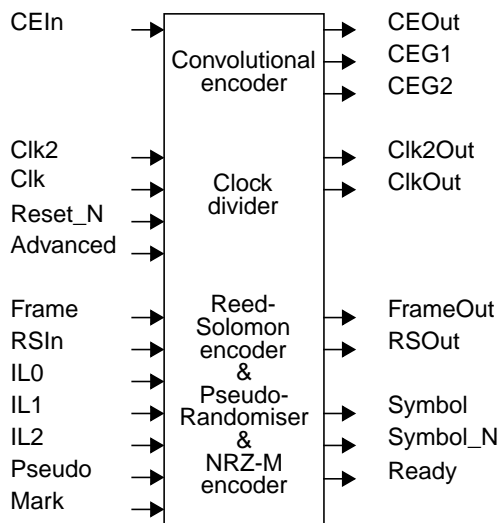 CEIn
Clk2
Clk
Reset_N
Advanced
Frame
RSIn
IL0
IL1
IL2
Pseudo
Mark
Convolutional
encoder
Clock
divider
Reed-
Solomon
encoder
&
Pseudo-
Randomiser
&
NRZ-M
encoder
CEOut
CEG1
CEG2
Clk2Out
ClkOut
FrameOut
RSOut
Symbol
Symbol_N
Ready